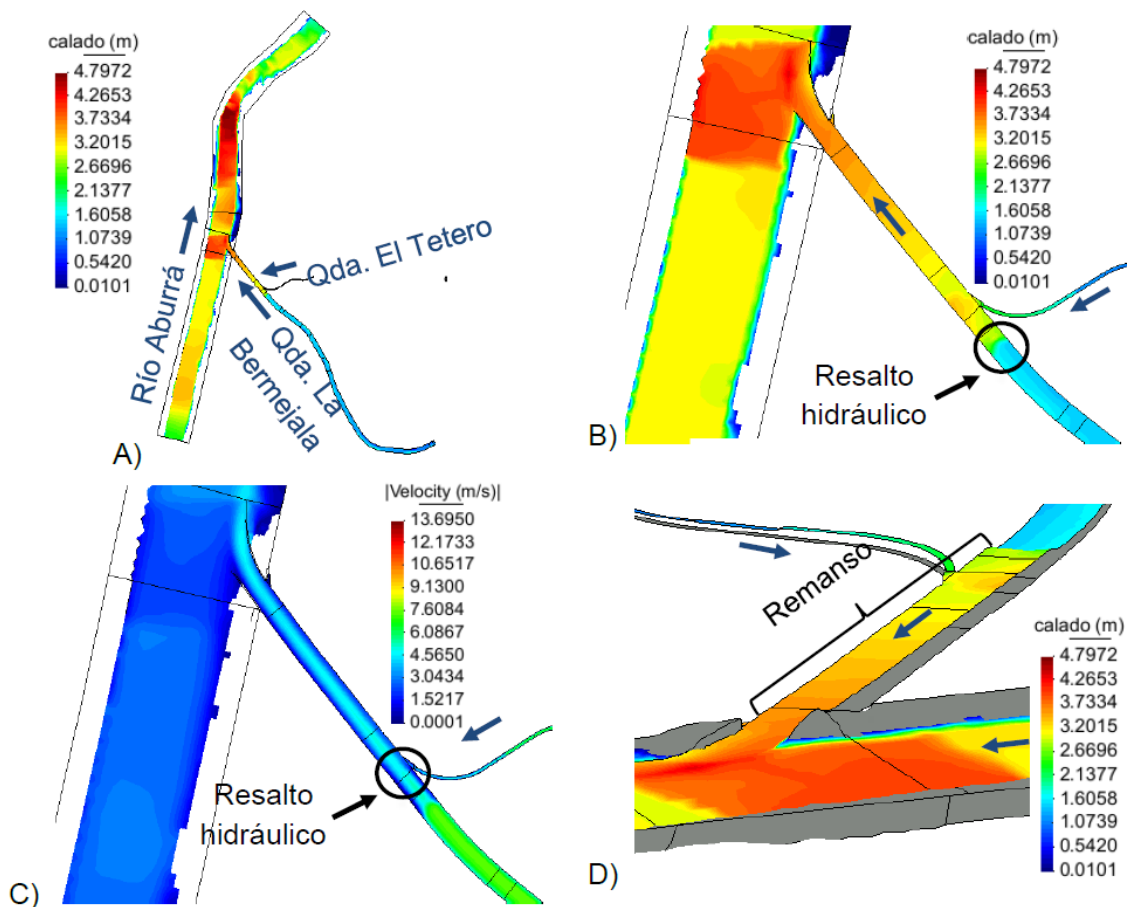 calado (m)
4.7972
4.2653
3.7334
3.2015
2.6696
2.1377
1.6058
1.0739
0.5420
0.0101
Río Aburrá
Qda. El Tetero
Qda. La
Bermejala
A)
calado (m)
4.7972
4.2653
3.7334
3.2015
2.6696
2.1377
1.6058
1.0739
0.5420
0.0101
Resalto
hidráulico
B)
|Velocity (m/s)|
13.6950
12.1733
10.6517
9.1300
7.6084
6.0867
4.5650
3.0434
1.5217
0.0001
Resalto
hidráulico
C)
Remanso
calado (m)
4.7972
4.2653
3.7334
3.2015
2.6696
2.1377
1.6058
1.0739
0.5420
0.0101
D)